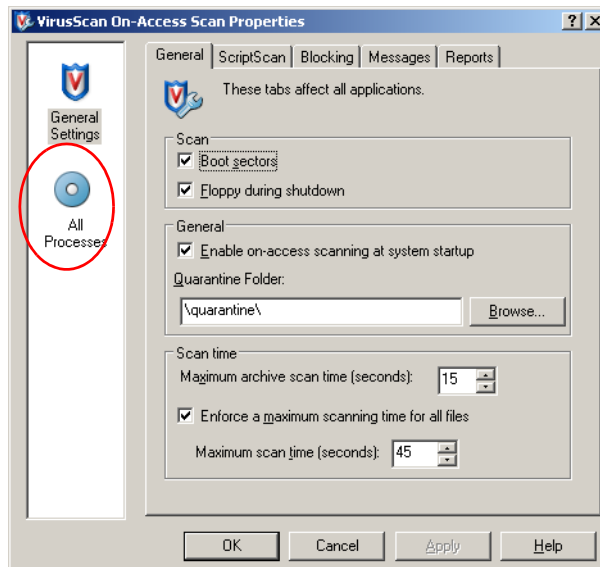 VirusScan On-Access Scan Properties
General
Settings
All
Processes
General ScriptScan Blocking Messages Reports
These tabs affect all applications.
Scan
Boot sectors
Floppy during shutdown
General
Enable on-access scanning at system startup
Quarantine Folder:
\quarantine\ Browse...
Scan time
Maximum archive scan time (seconds): 15
Enforce a maximum scanning time for all files
Maximum scan time (seconds): 45
OK Cancel Apply Help